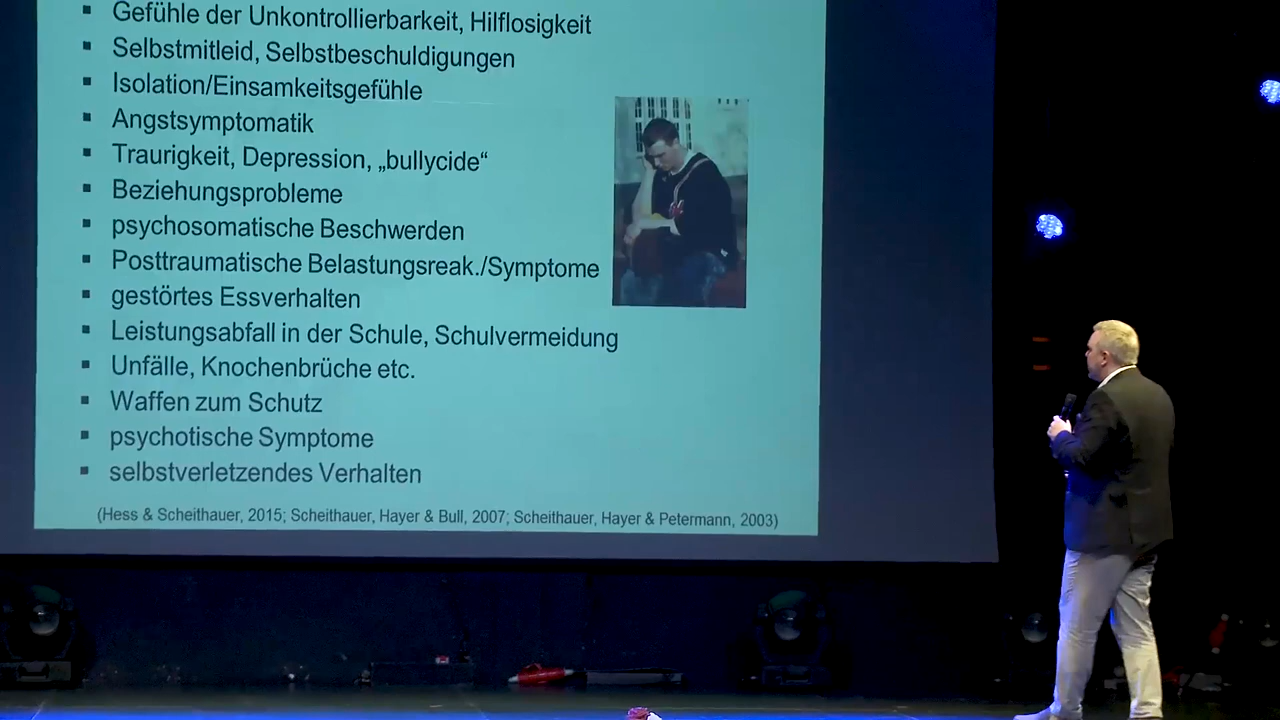 ▪ Gefühle der Unkontrollierbarkeit, Hilflosigkeit
▪ Selbstmitleid, Selbstbeschuldigungen
▪ Isolation/Einsamkeitsgefühle
▪ Angstsymptomatik
▪ Traurigkeit, Depression, „bullycide“
▪ Beziehungsprobleme
▪ psychosomatische Beschwerden
▪ Posttraumatische Belastungsreak./Symptome
▪ gestörtes Essverhalten
▪ Leistungsabfall in der Schule, Schulvermeidung
▪ Unfälle, Knochenbrüche etc.
▪ Waffen zum Schutz
▪ psychotische Symptome
▪ selbstverletzendes Verhalten
(Hess & Scheithauer, 2015; Scheithauer, Hayer & Bull, 2007; Scheithauer, Hayer & Petermann, 2003)